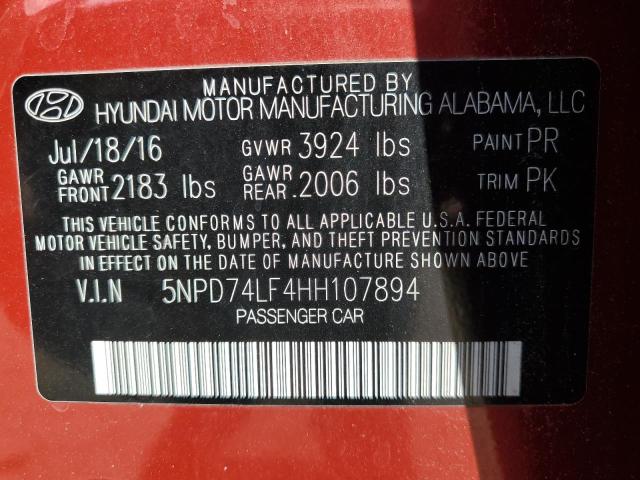 MANUFACTURED BY
HYUNDAI MOTOR MANUFACTURING ALABAMA, LLC
Jul/18/16 GVWR 3924 lbs PAINT PR
GAWR FRONT 2183 lbs GAWR REAR 2006 lbs TRIM PK
THIS VEHICLE CONFORMS TO ALL APPLICABLE U.S.A. FEDERAL
MOTOR VEHICLE SAFETY, BUMPER, AND THEFT PREVENTION STANDARDS
IN EFFECT ON THE DATE OF MANUFACTURE SHOWN ABOVE.
V.I.N 5NPD74LF4HH107894
PASSENGER CAR